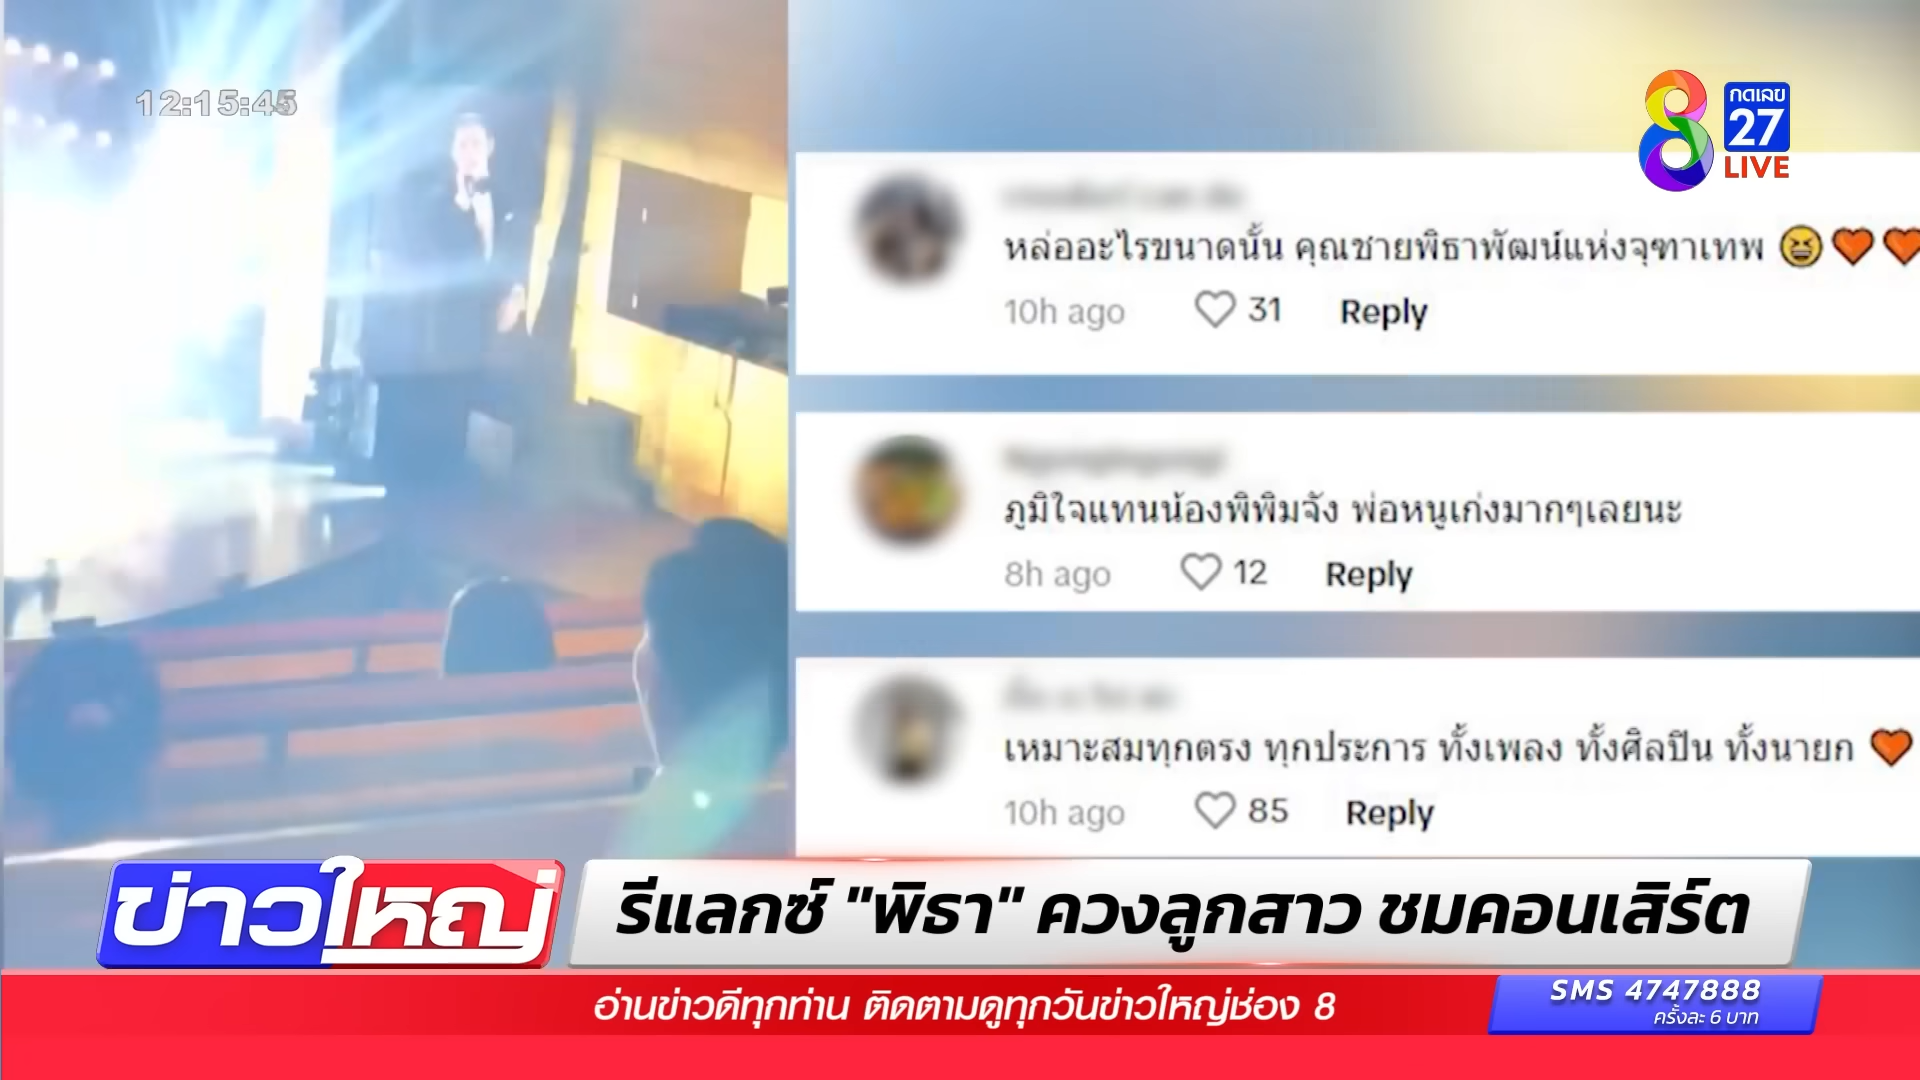 12:15:45
8
กดเลข
27
LIVE
หล่ออะไรขนาดนั้น คุณชายพิธาพัฒน์แห่งจุฑาเทพ 😆🧡🧡
10h ago 31 Reply
ภูมิใจแทนน้องพิพิมจัง พ่อหนูเก่งมากๆเลยนะ
8h ago 12 Reply
เหมาะสมทุกตรง ทุกประการ ทั้งเพลง ทั้งศิลปิน ทั้งนายก 🧡
10h ago 85 Reply
ข่าวใหญ่
รีแลกซ์ "พิธา" ควงลูกสาว ชมคอนเสิร์ต
อ่านข่าวดีทุกท่าน ติดตามดูทุกวันข่าวใหญ่ช่อง 8
SMS 4747888
ครั้งละ 6 บาท